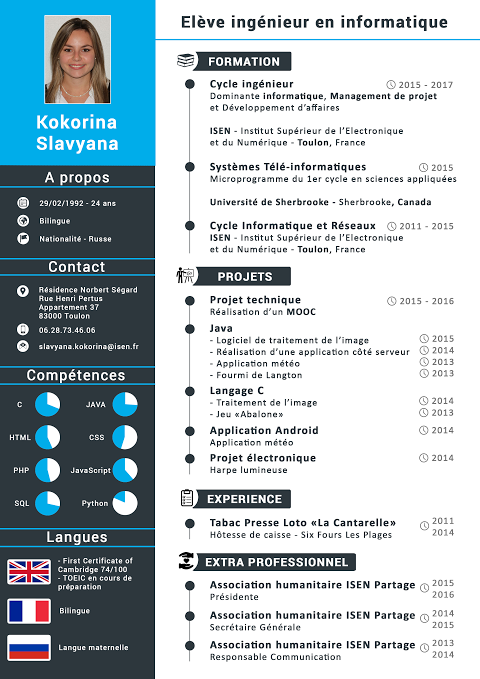 Elève ingénieur en informatique
Kokorina
Slavyana
A propos
29/02/1992 - 24 ans
Bilingue
Nationalité - Russe
Contact
Résidence Norbert Ségard
Rue Henri Pertus
Appartement 37
83000 Toulon
06.28.73.46.06
slavyana.kokorina@isen.fr
Compétences
C JAVA
HTML CSS
PHP JavaScript
SQL Python
Langues
- First Certificate of
Cambridge 74/100
- TOEIC en cours de
préparation
Bilingue
Langue maternelle
FORMATION
Cycle ingénieur 2015 - 2017
Dominante informatique, Management de projet
et Développement d'affaires
ISEN - Institut Supérieur de l'Electronique
et du Numérique - Toulon, France
Systèmes Télé-informatiques 2015
Microprogramme du 1er cycle en sciences appliquées
Université de Sherbrooke - Sherbrooke, Canada
Cycle Informatique et Réseaux 2011 - 2015
ISEN - Institut Supérieur de l'Electronique
et du Numérique - Toulon, France
PROJETS
Projet technique 2015 - 2016
Réalisation d'un MOOC
Java
- Logiciel de traitement de l'image 2015
- Réalisation d'une application côté serveur 2014
- Application météo 2013
- Fourmi de Langton 2013
Langage C
- Traitement de l'image 2014
- Jeu «Abalone» 2013
Application Android 2014
Application météo
Projet électronique 2014
Harpe lumineuse
EXPERIENCE
Tabac Presse Loto «La Cantarelle» 2011
Hôtesse de caisse - Six Fours Les Plages 2014
EXTRA PROFESSIONNEL
Association humanitaire ISEN Partage 2015
Présidente 2016
Association humanitaire ISEN Partage 2014
Secrétaire Générale 2015
Association humanitaire ISEN Partage 2013
Responsable Communication 2014